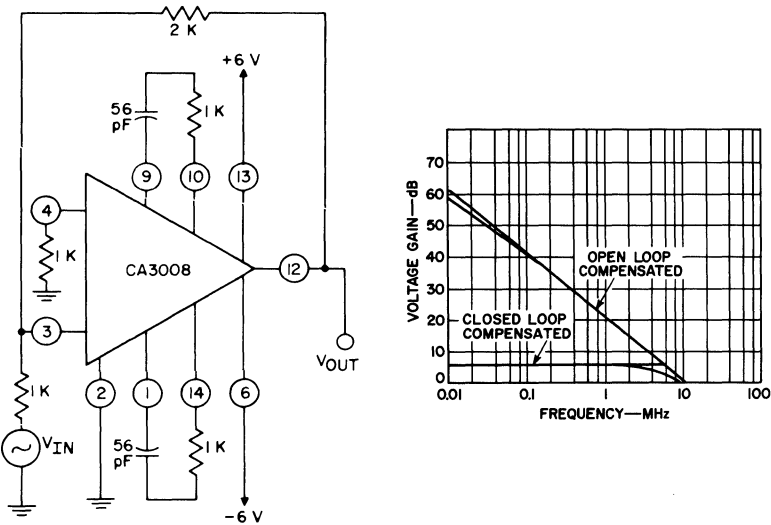 2 K
+6 V
56
pF
1 K
9
10
13
4
1 K
CA3008
12
3
VOUT
2
1
14
6
1 K
VIN
56
pF
1 K
-6 V
VOLTAGE GAIN—dB
70
60
50
40
30
20
10
0
OPEN LOOP
COMPENSATED
CLOSED LOOP
COMPENSATED
0.01
0.1
1
10
100
FREQUENCY—MHz